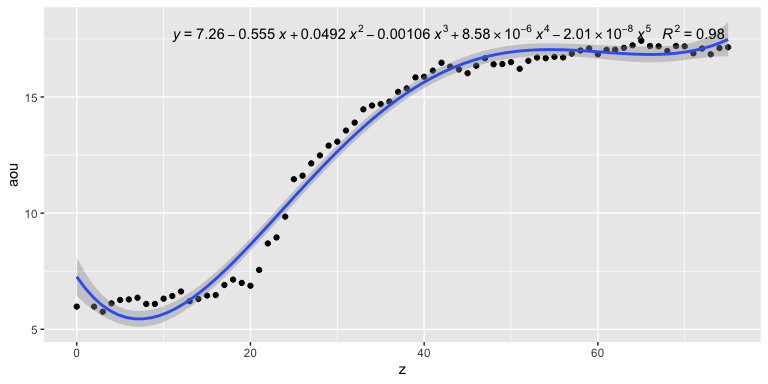 y = 7.26 − 0.555 x + 0.0492 x² − 0.00106 x³ + 8.58 × 10⁻⁶ x⁴ − 2.01 × 10⁻⁸ x⁵  R² = 0.98
15
10
5
aou
0 20 40 60
z